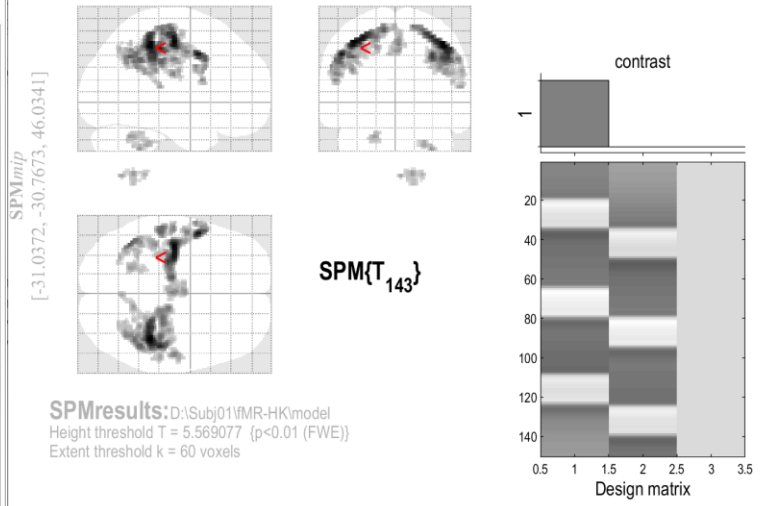 SPMmip
[-31.0372, -30.7673, 46.0341]
<
<
<
SPM{T143}
SPMresults: D:\Subj01\fMR-HK\model
Height threshold T = 5.569077 {p<0.01 (FWE)}
Extent threshold k = 60 voxels
contrast
1
20
40
60
80
100
120
140
0.5 1 1.5 2 2.5 3 3.5
Design matrix